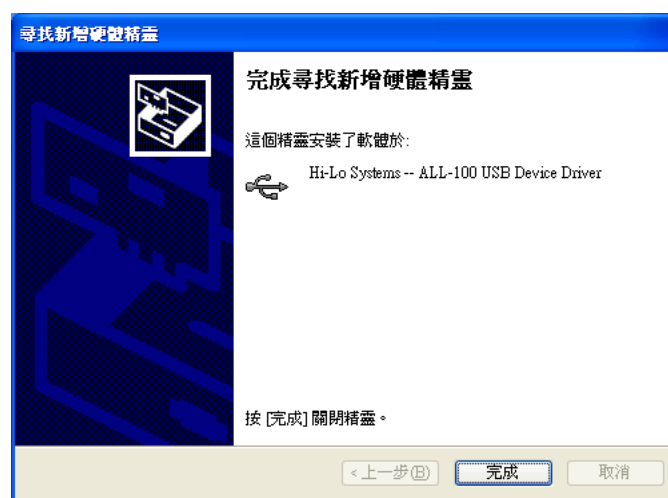 尋找新增硬體精靈
完成尋找新增硬體精靈
這個精靈安裝了軟體於:
Hi-Lo Systems -- ALL-100 USB Device Driver
按 [完成] 關閉精靈。
<上一步(B) 完成 取消